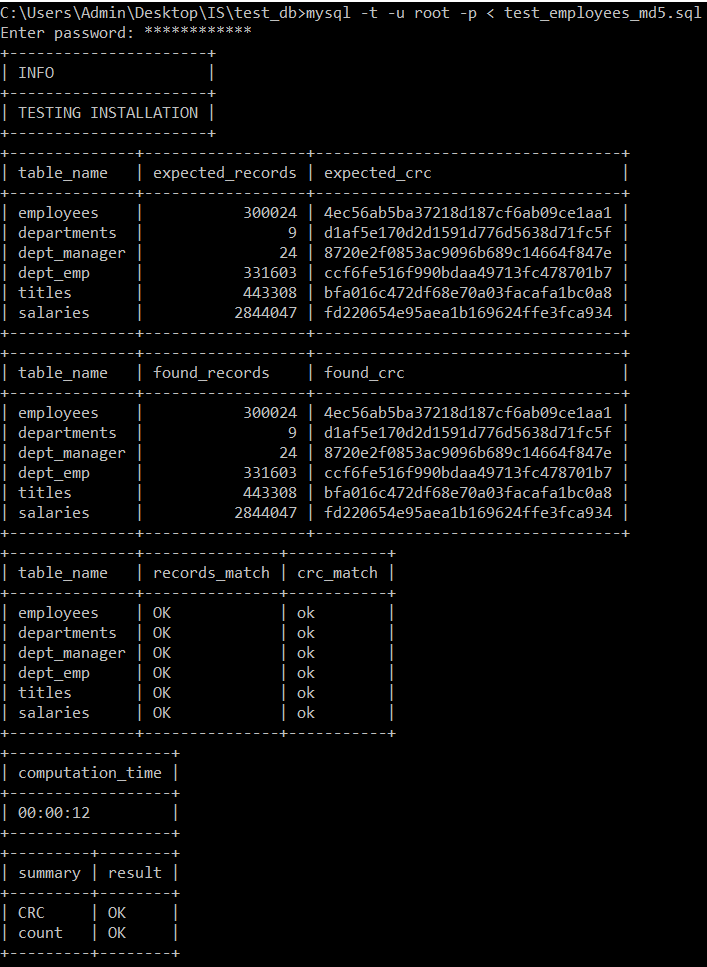 C:\Users\Admin\Desktop\IS\test_db>mysql -t -u root -p < test_employees_md5.sql
Enter password: ************
+----------------------+
| INFO                 |
+----------------------+
| TESTING INSTALLATION |
+----------------------+
+--------------+------------------+----------------------------------+
| table_name   | expected_records | expected_crc                     |
+--------------+------------------+----------------------------------+
| employees    |           300024 | 4ec56ab5ba37218d187cf6ab09ce1aa1 |
| departments  |                9 | d1af5e170d2d1591d776d5638d71fc5f |
| dept_manager |               24 | 8720e2f0853ac9096b689c14664f847e |
| dept_emp     |           331603 | ccf6fe516f990bdaa49713fc478701b7 |
| titles       |           443308 | bfa016c472df68e70a03facafa1bc0a8 |
| salaries     |          2844047 | fd220654e95aea1b169624ffe3fca934 |
+--------------+------------------+----------------------------------+
+--------------+------------------+----------------------------------+
| table_name   | found_records    | found_crc                        |
+--------------+------------------+----------------------------------+
| employees    |           300024 | 4ec56ab5ba37218d187cf6ab09ce1aa1 |
| departments  |                9 | d1af5e170d2d1591d776d5638d71fc5f |
| dept_manager |               24 | 8720e2f0853ac9096b689c14664f847e |
| dept_emp     |           331603 | ccf6fe516f990bdaa49713fc478701b7 |
| titles       |           443308 | bfa016c472df68e70a03facafa1bc0a8 |
| salaries     |          2844047 | fd220654e95aea1b169624ffe3fca934 |
+--------------+------------------+----------------------------------+
+--------------+---------------+-----------+
| table_name   | records_match | crc_match |
+--------------+---------------+-----------+
| employees    | OK            | ok        |
| departments  | OK            | ok        |
| dept_manager | OK            | ok        |
| dept_emp     | OK            | ok        |
| titles       | OK            | ok        |
| salaries     | OK            | ok        |
+--------------+---------------+-----------+
+------------------+
| computation_time |
+------------------+
| 00:00:12         |
+------------------+
+---------+--------+
| summary | result |
+---------+--------+
| CRC     | OK     |
| count   | OK     |
+---------+--------+